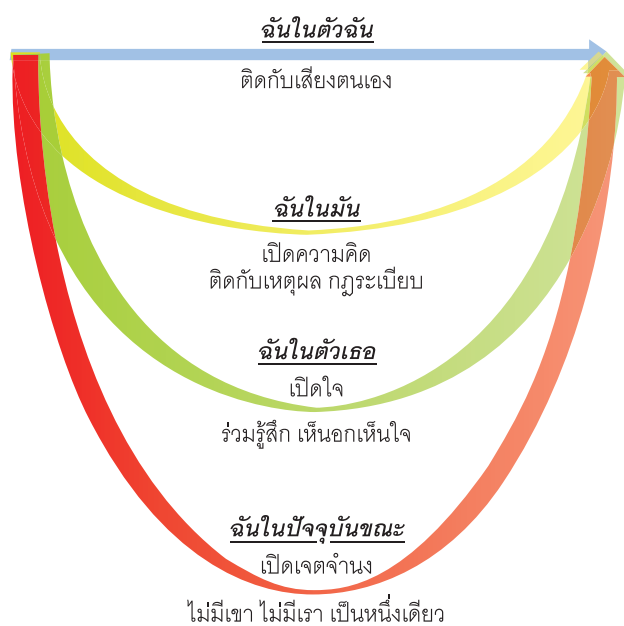 ฉันในตัวฉัน
ติดกับเสียงตนเอง
ฉันในมัน
เปิดความคิด
ติดกับเหตุผล กฎระเบียบ
ฉันในตัวเธอ
เปิดใจ
ร่วมรู้สึก เห็นอกเห็นใจ
ฉันในปัจจุบันขณะ
เปิดเจตจำนง
ไม่มีเขา ไม่มีเรา เป็นหนึ่งเดียว